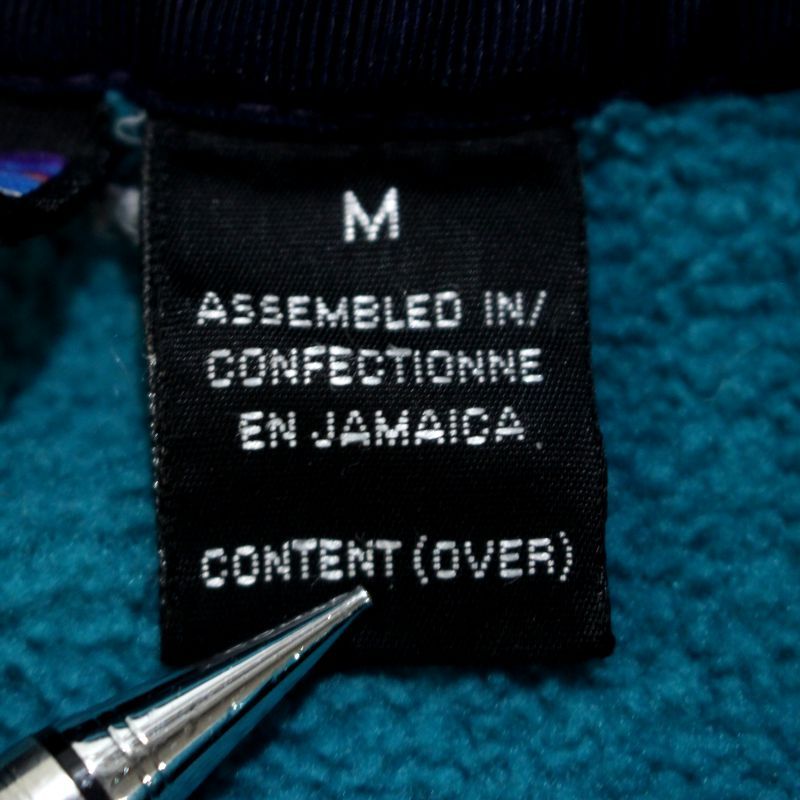 M
ASSEMBLED IN/
CONFECTIONNE
EN JAMAICA
CONTENT (OVER)